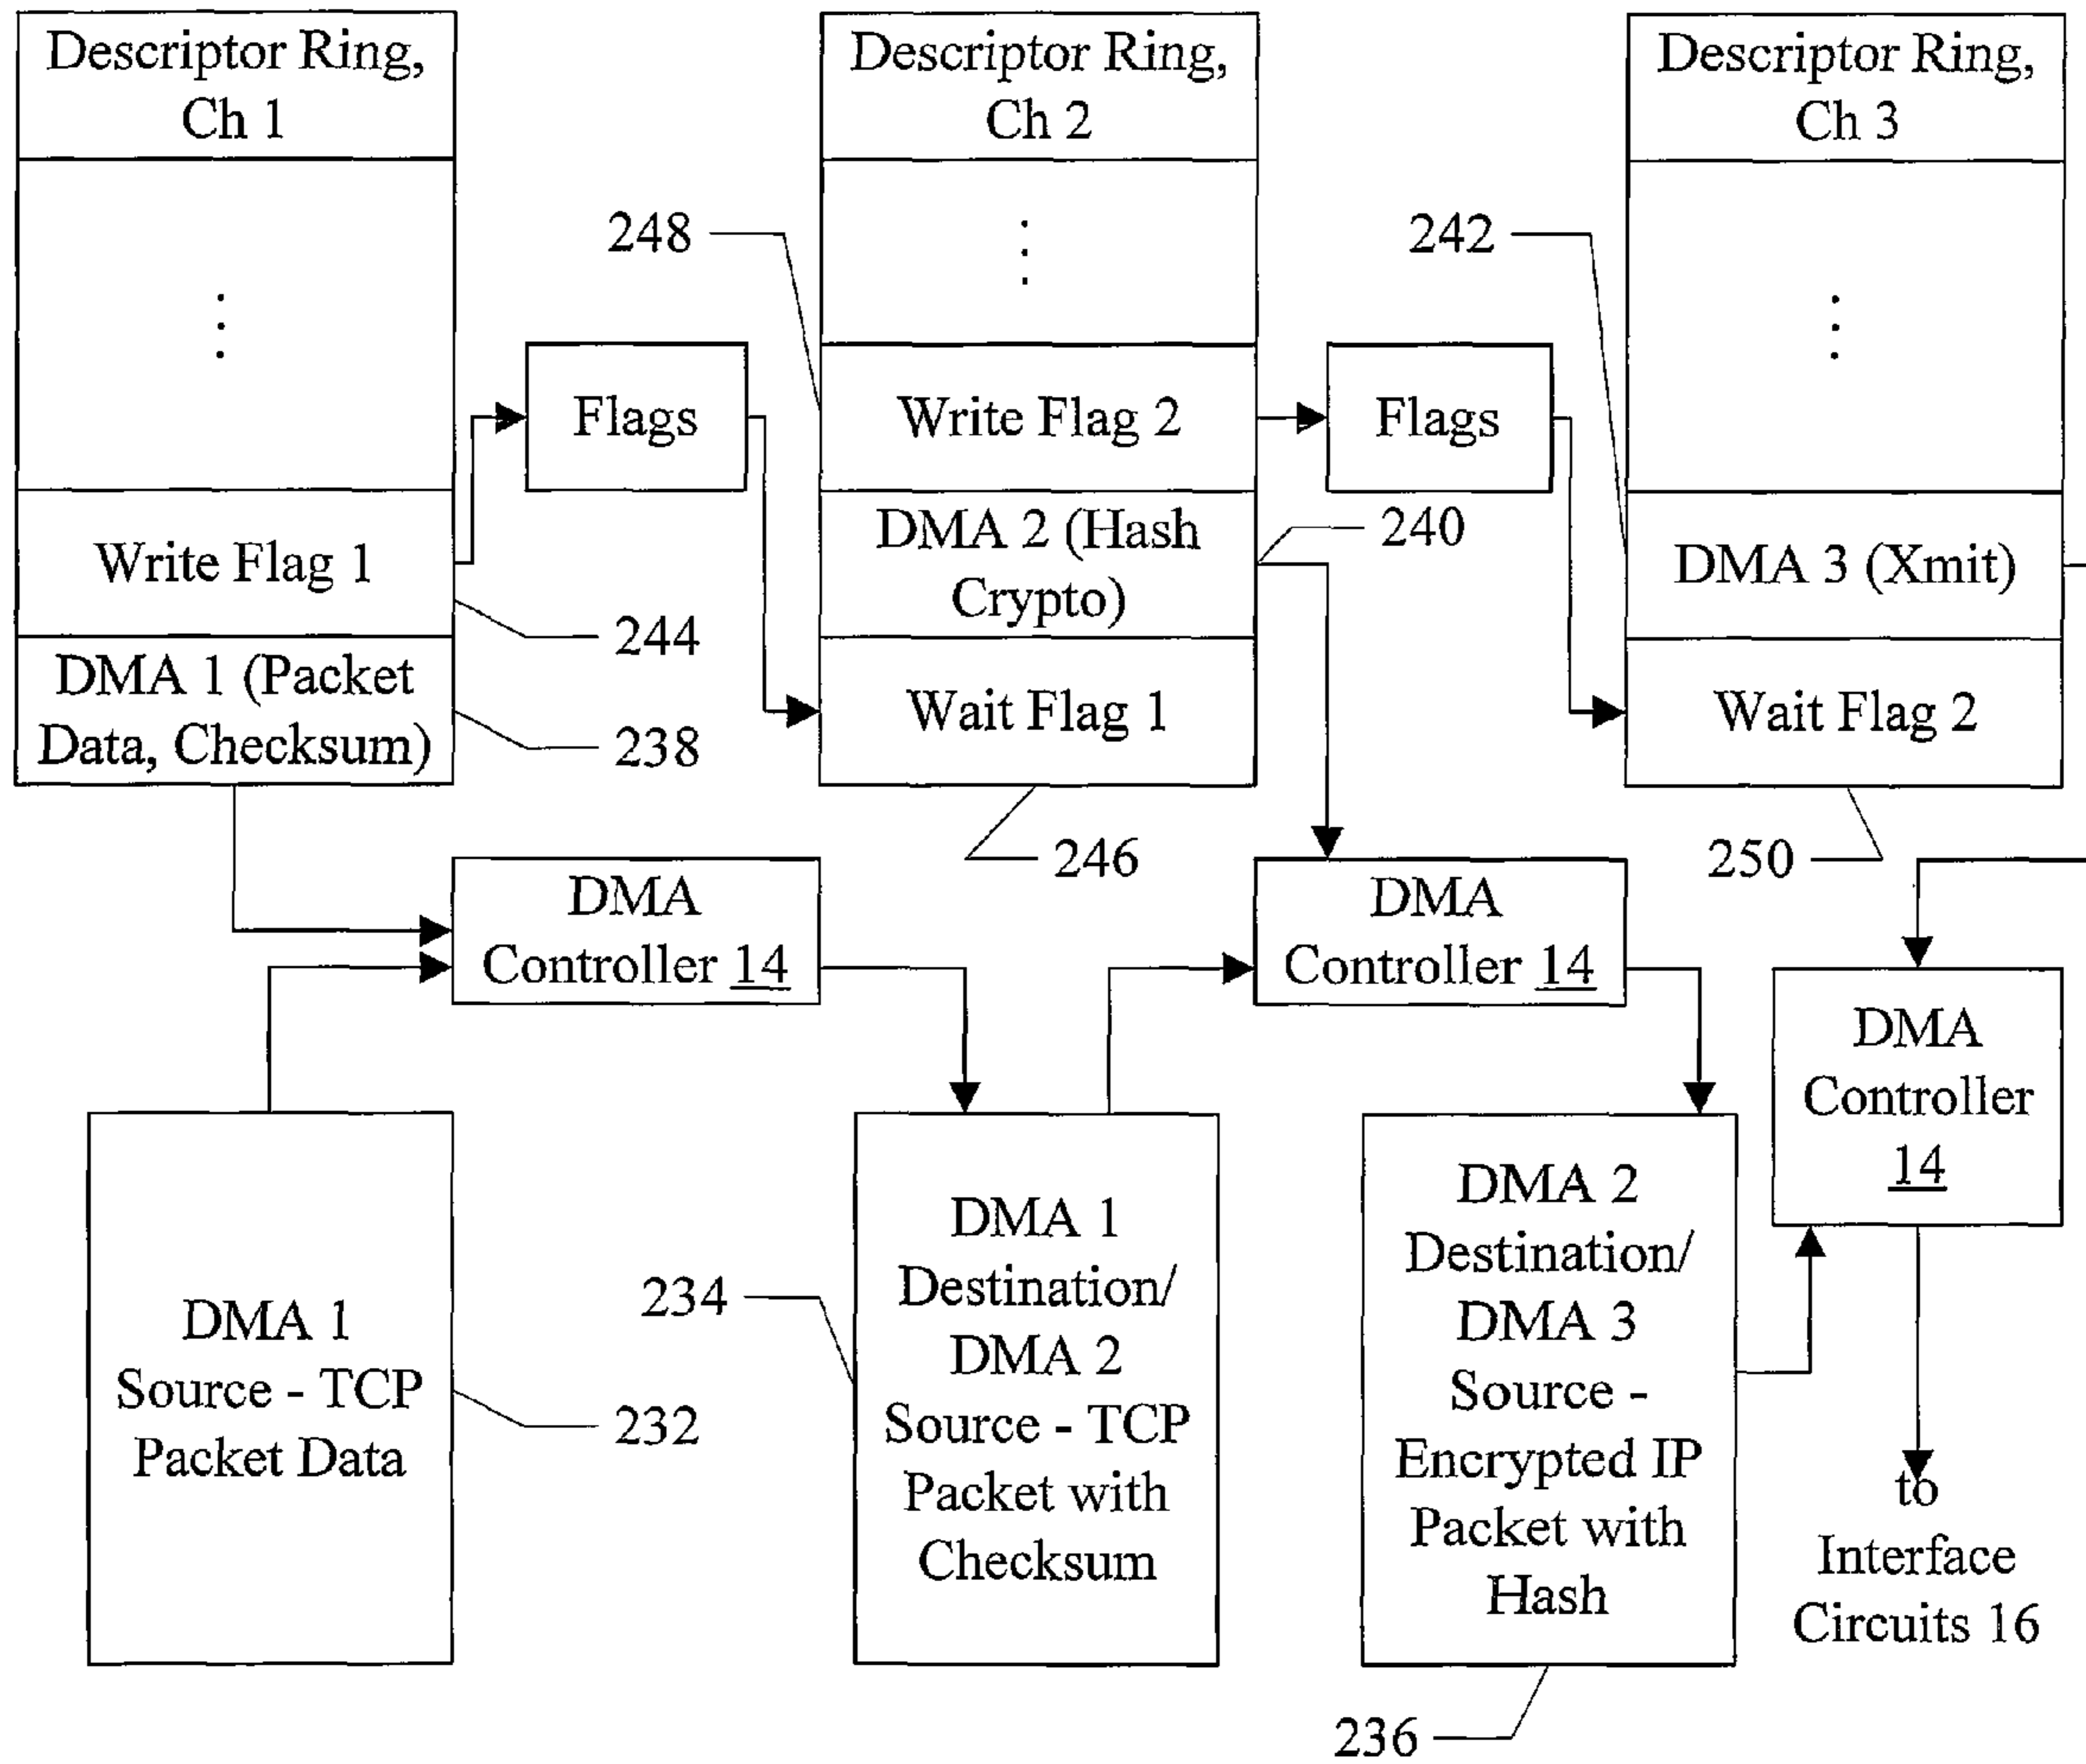 Descriptor Ring,
Ch 1
Write Flag 1
DMA 1 (Packet
Data, Checksum)
244
238
Flags
248
Descriptor Ring,
Ch 2
Write Flag 2
DMA 2 (Hash
Crypto)
Wait Flag 1
240
246
Flags
242
Descriptor Ring,
Ch 3
DMA 3 (Xmit)
Wait Flag 2
250
DMA
Controller 14
DMA
Controller 14
DMA
Controller
14
DMA 1
Source - TCP
Packet Data
232
234
DMA 1
Destination/
DMA 2
Source - TCP
Packet with
Checksum
DMA 2
Destination/
DMA 3
Source -
Encrypted IP
Packet with
Hash
236
to
Interface
Circuits 16